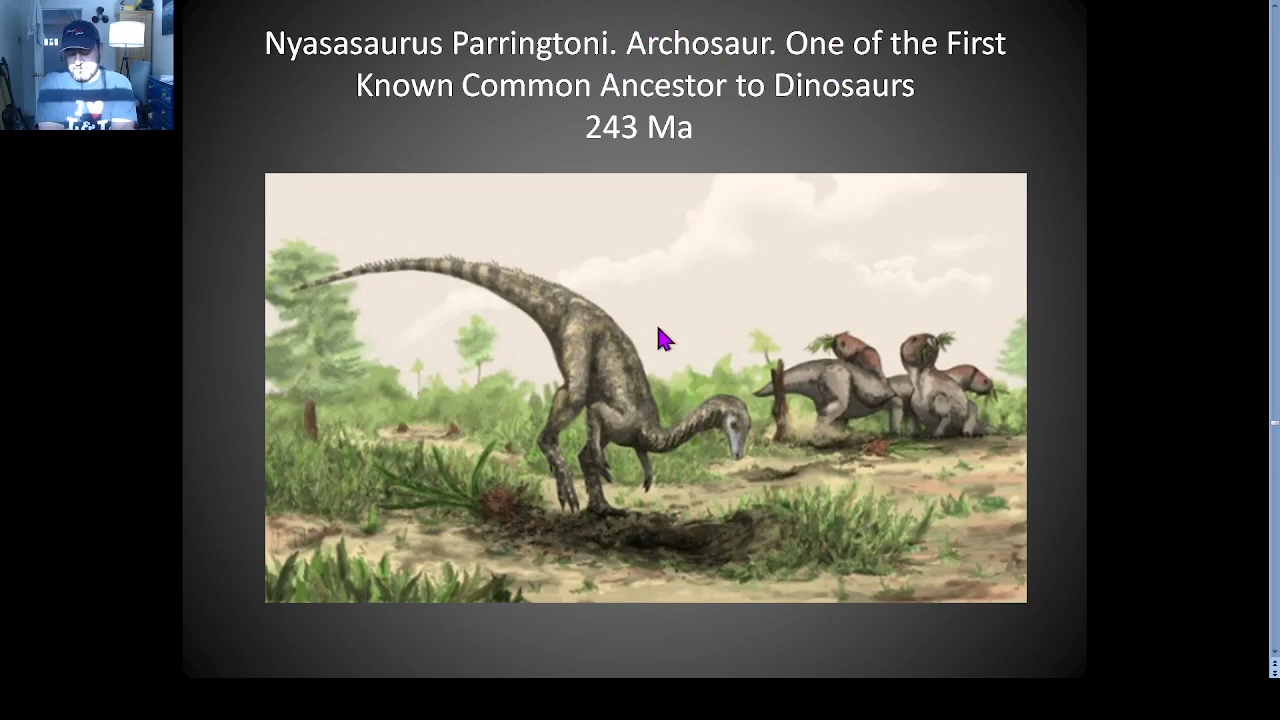 Nyasasaurus Parringtoni. Archosaur. One of the First
Known Common Ancestor to Dinosaurs
243 Ma